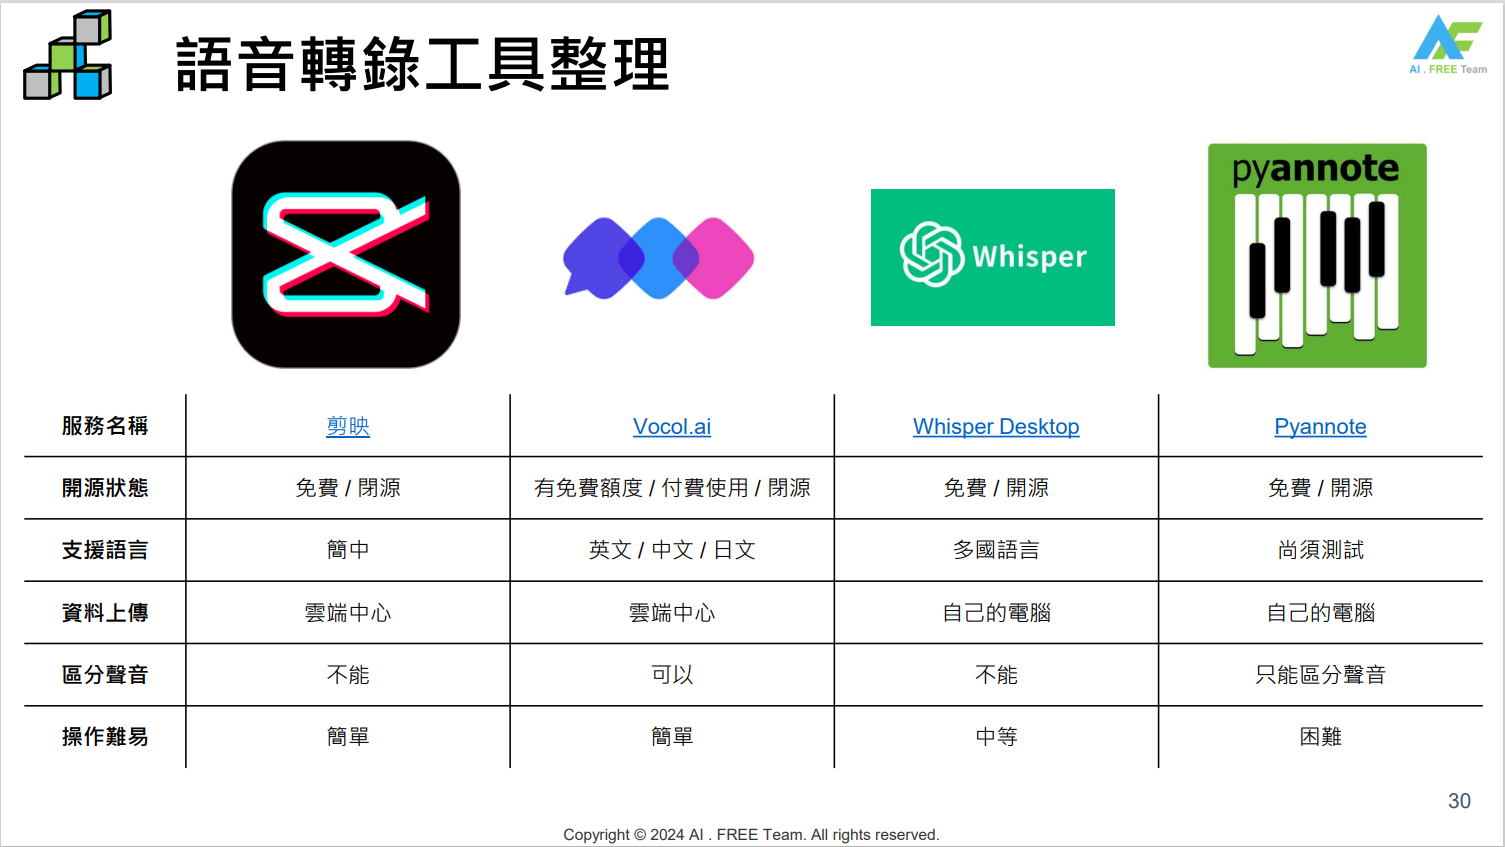 語音轉錄工具整理
AI . FREE Team
Whisper
pyannote
服務名稱 剪映 Vocol.ai Whisper Desktop Pyannote
開源狀態 免費 / 閉源 有免費額度 / 付費使用 / 閉源 免費 / 開源 免費 / 開源
支援語言 簡中 英文 / 中文 / 日文 多國語言 尚須測試
資料上傳 雲端中心 雲端中心 自己的電腦 自己的電腦
區分聲音 不能 可以 不能 只能區分聲音
操作難易 簡單 簡單 中等 困難
30
Copyright © 2024 AI . FREE Team. All rights reserved.